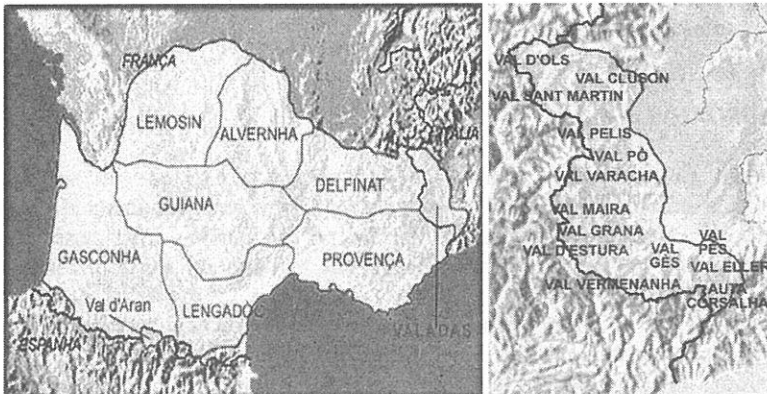 FRANÇA
LEMOSIN
ALVERNHA
ITALIA
DELFINAT
GUIANA
GASCONHA
PROVENÇA
Val d'Aran
LENGADÒC
VALADAS
ESPANHA
VAL D'OLS
VAL CLUSON
VAL SANT MARTIN
VAL PELIS
VAL PÒ
VAL VARACHA
VAL MAIRA
VAL GRANA
VAL D'ESTURA
VAL
GÈS
VAL
PES
VAL ELLER
VAL VERMENANHA
AUTA
CORSALHA